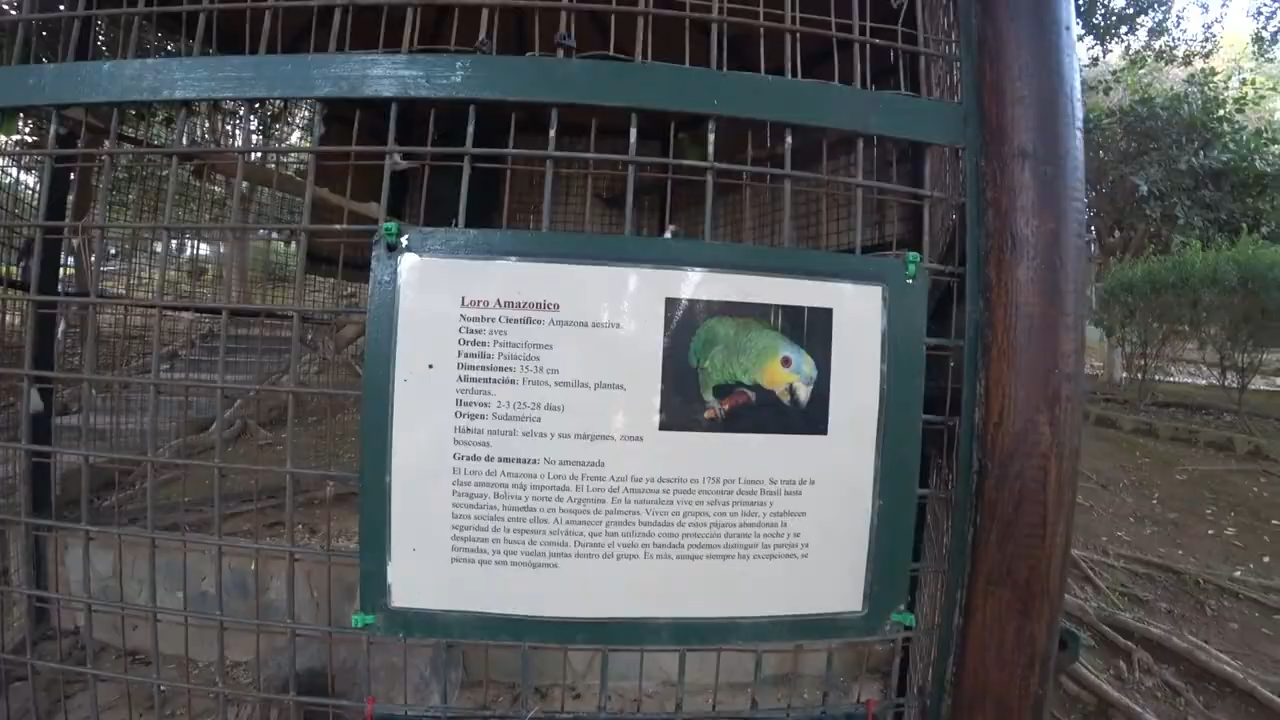 Loro Amazonico
Nombre Científico: Amazona aestiva.
Clase: aves
Orden: Psittaciformes
Familia: Psitácidos
Dimensiones: 35-38 cm
Alimentación: Frutos, semillas, plantas,
verduras..
Huevos: 2-3 (25-28 días)
Origen: Sudamérica
Hábitat natural: selvas y sus márgenes, zonas
boscosas.
Grado de amenaza: No amenazada
El Loro del Amazona o Loro de Frente Azul fue ya descrito en 1758 por Linneo. Se trata de la
clase amazona más importada. El Loro del Amazona se puede encontrar desde Brasil hasta
Paraguay, Bolivia y norte de Argentina. En la naturaleza vive en selvas primarias y
secundarias, húmedas o en bosques de palmeras. Viven en grupos, con un líder, y establecen
lazos sociales entre ellos. Al amanecer grandes bandadas de estos pájaros abandonan la
seguridad de la espesura selvática, que han utilizado como protección durante la noche y se
desplazan en busca de comida. Durante el vuelo en bandada podemos distinguir las parejas ya
formadas, ya que vuelan juntas dentro del grupo. Es más, aunque siempre hay excepciones, se
piensa que son monógamos.